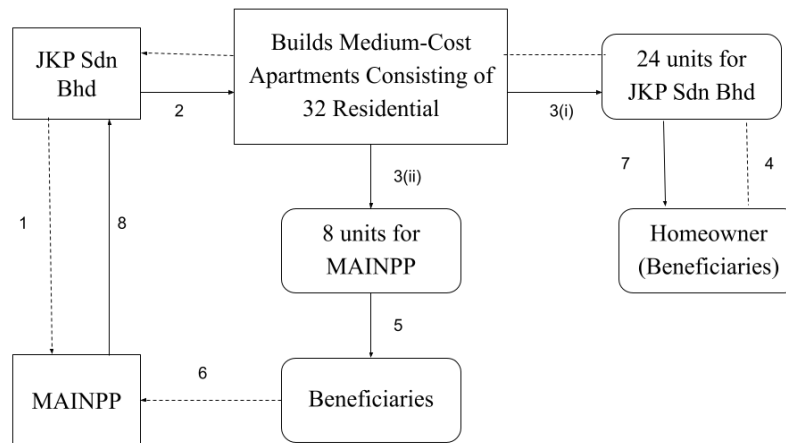 JKP Sdn
Bhd
2
Builds Medium-Cost
Apartments Consisting of
32 Residential
3(i)
24 units for
JKP Sdn Bhd
1
8
3(ii)
7
4
8 units for
MAINPP
Homeowner
(Beneficiaries)
5
MAINPP
6
Beneficiaries